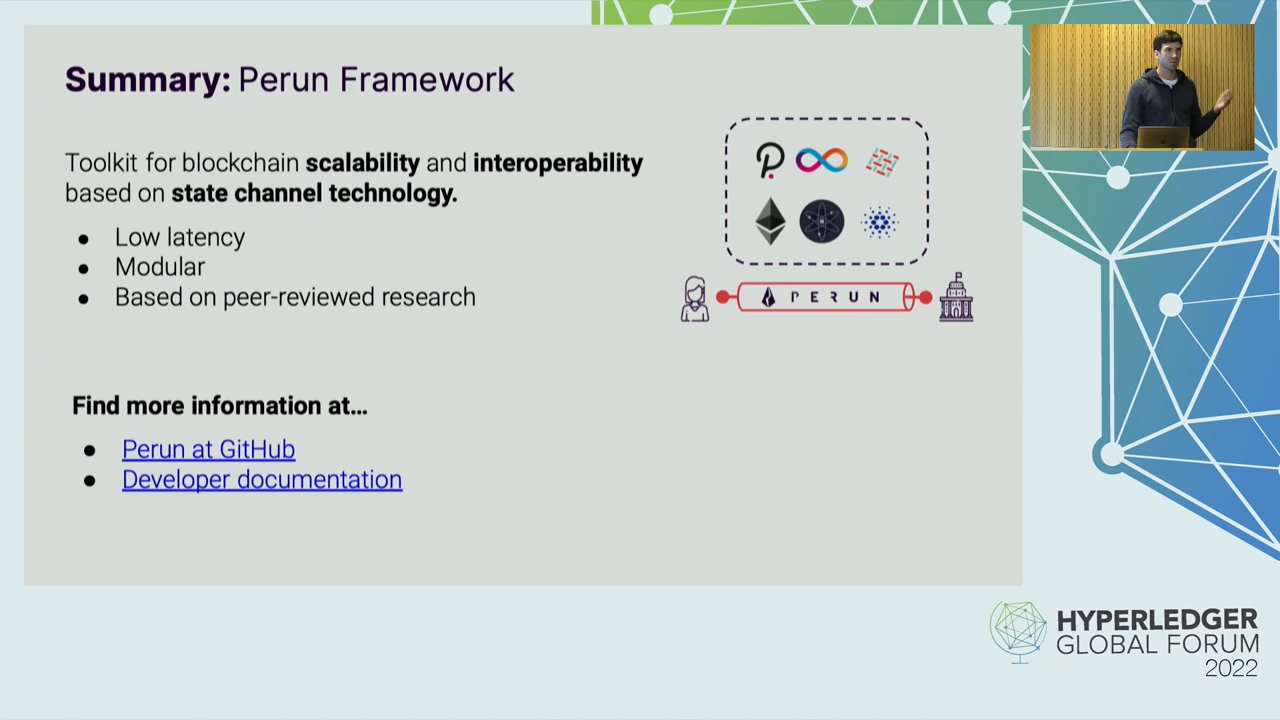 Summary: Perun Framework
Toolkit for blockchain scalability and interoperability
based on state channel technology.
● Low latency
● Modular
● Based on peer-reviewed research
PERUN
Find more information at...
● Perun at GitHub
● Developer documentation
HYPERLEDGER
GLOBAL FORUM
2022